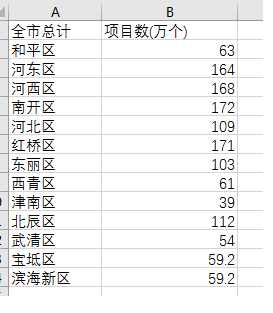 A B
全市总计 项目数(万个)
和平区 63
河东区 164
河西区 168
南开区 172
河北区 109
红桥区 171
东丽区 103
西青区 61
津南区 39
北辰区 112
武清区 54
宝坻区 59.2
滨海新区 59.2